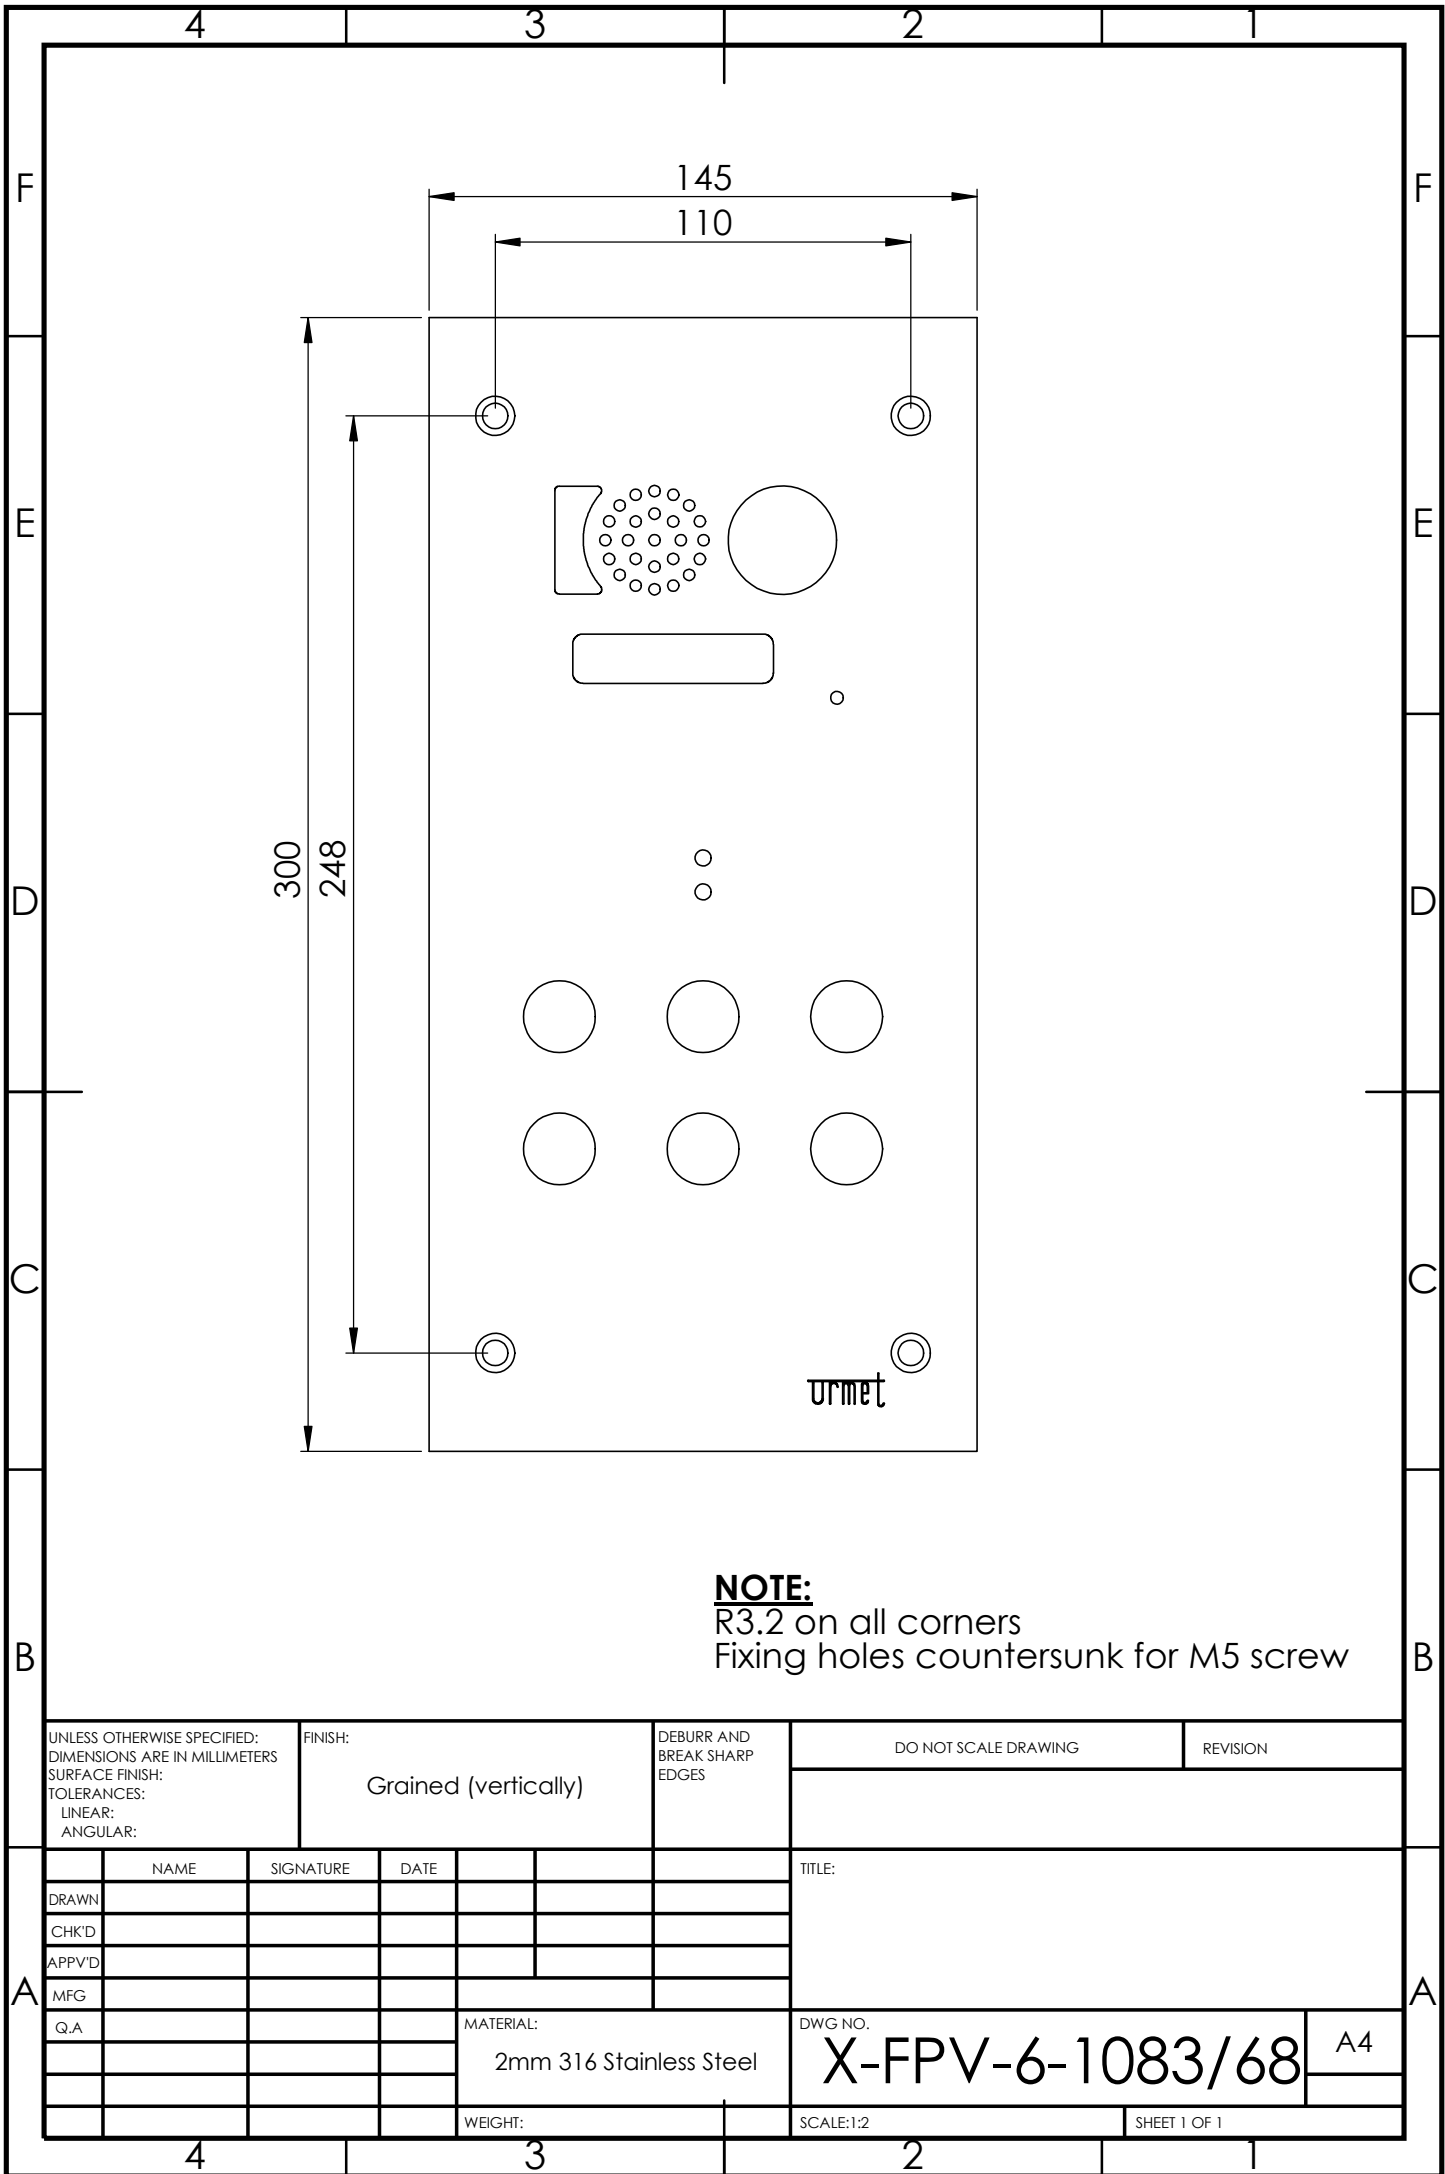 4 3 2 1
F F
145
110
E E
300
248
D D
C C
urmet
NOTE:
R3.2 on all corners
Fixing holes countersunk for M5 screw
B B
UNLESS OTHERWISE SPECIFIED:
DIMENSIONS ARE IN MILLIMETERS
SURFACE FINISH:
TOLERANCES:
LINEAR:
ANGULAR:
FINISH:
Grained (vertically)
DEBURR AND
BREAK SHARP
EDGES
DO NOT SCALE DRAWING
REVISION
NAME SIGNATURE DATE
DRAWN
CHK'D
APPV'D
MFG
Q.A
TITLE:
A A
MATERIAL:
2mm 316 Stainless Steel
DWG NO.
X-FPV-6-1083/68
A4
WEIGHT:
SCALE:1:2
SHEET 1 OF 1
4 3 2 1